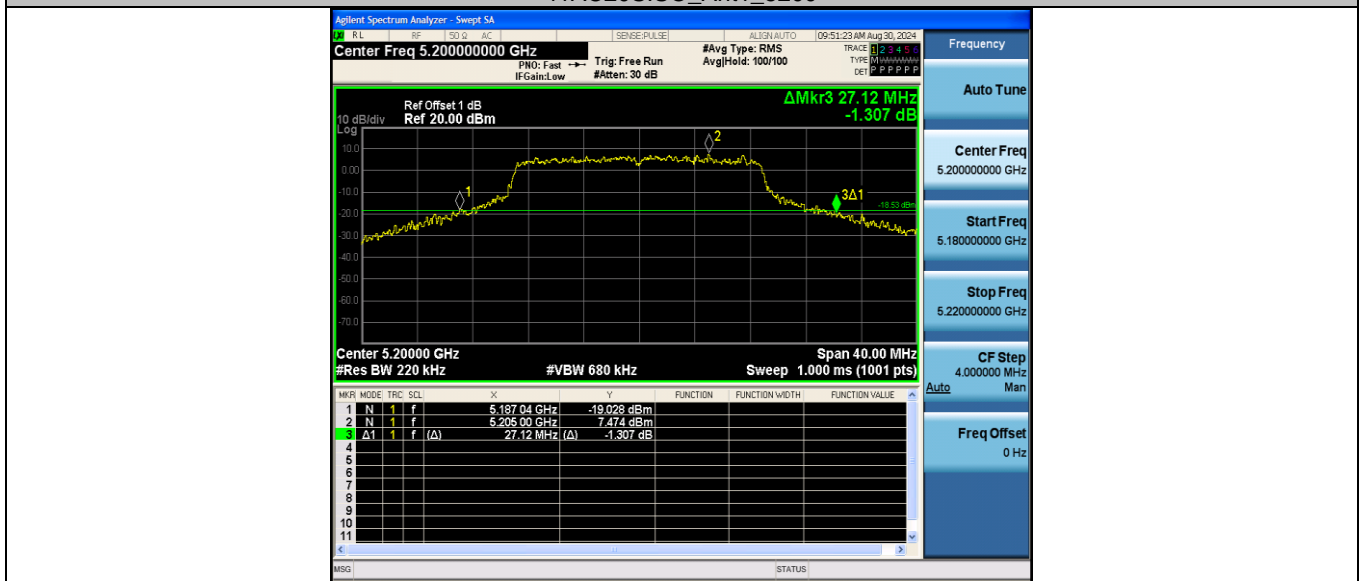 Agilent Spectrum Analyzer - Swept SA
RL RF 50 Ω AC SENSE:PULSE ALIGN AUTO 09:51:23 AM Aug 30, 2024
Center Freq 5.200000000 GHz
PNO: Fast
IFGain:Low
Trig: Free Run
#Atten: 30 dB
#Avg Type: RMS
Avg|Hold: 100/100
TRACE 1 2 3 4 5 6
TYPE M W W W W W
DET P P P P P P
Ref Offset 1 dB
10 dB/div Ref 20.00 dBm
Log
ΔMkr3 27.12 MHz
-1.307 dB
10.0
0.00
-10.0
-20.0
-30.0
-40.0
-50.0
-60.0
-70.0
1
2
3Δ1
-18.53 dBm
Center 5.20000 GHz Span 40.00 MHz
#Res BW 220 kHz #VBW 680 kHz Sweep 1.000 ms (1001 pts)
MKR MODE TRC SCL X Y FUNCTION FUNCTION WIDTH FUNCTION VALUE
1 N 1 f 5.187 04 GHz -19.028 dBm
2 N 1 f 5.205 00 GHz 7.474 dBm
3 Δ1 1 f (Δ) 27.12 MHz (Δ) -1.307 dB
4
5
6
7
8
9
10
11
MSG STATUS
Frequency
Auto Tune
Center Freq
5.200000000 GHz
Start Freq
5.180000000 GHz
Stop Freq
5.220000000 GHz
CF Step
4.000000 MHz
Auto Man
Freq Offset
0 Hz